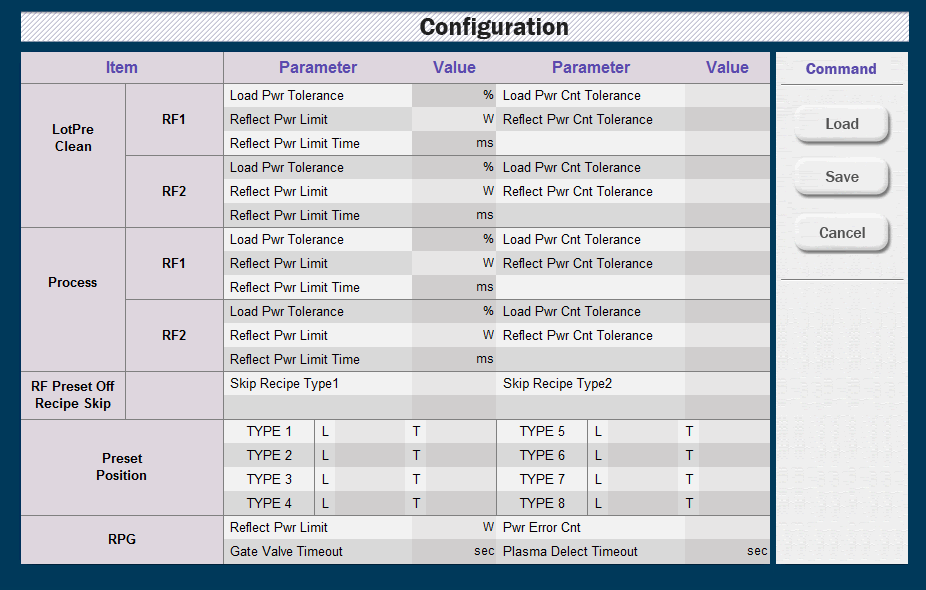 Configuration
Item Parameter Value Parameter Value
LotPre
Clean
RF1
Load Pwr Tolerance % Load Pwr Cnt Tolerance
Reflect Pwr Limit W Reflect Pwr Cnt Tolerance
Reflect Pwr Limit Time ms
RF2
Load Pwr Tolerance % Load Pwr Cnt Tolerance
Reflect Pwr Limit W Reflect Pwr Cnt Tolerance
Reflect Pwr Limit Time ms
Process
RF1
Load Pwr Tolerance % Load Pwr Cnt Tolerance
Reflect Pwr Limit W Reflect Pwr Cnt Tolerance
Reflect Pwr Limit Time ms
RF2
Load Pwr Tolerance % Load Pwr Cnt Tolerance
Reflect Pwr Limit W Reflect Pwr Cnt Tolerance
Reflect Pwr Limit Time ms
RF Preset Off
Recipe Skip
Skip Recipe Type1 Skip Recipe Type2
Preset
Position
TYPE 1 L T TYPE 5 L T
TYPE 2 L T TYPE 6 L T
TYPE 3 L T TYPE 7 L T
TYPE 4 L T TYPE 8 L T
RPG
Reflect Pwr Limit W Pwr Error Cnt
Gate Valve Timeout sec Plasma Delect Timeout sec
Command
Load
Save
Cancel